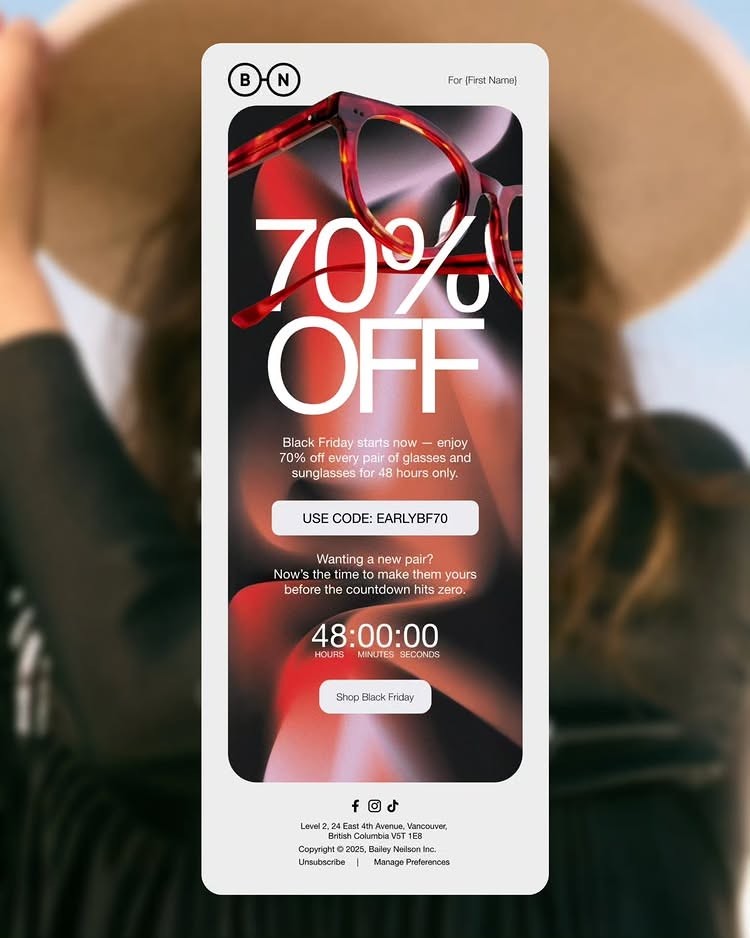 B N
For {First Name}
70%
OFF
Black Friday starts now — enjoy
70% off every pair of glasses and
sunglasses for 48 hours only.
USE CODE: EARLYBF70
Wanting a new pair?
Now's the time to make them yours
before the countdown hits zero.
48:00:00
HOURS MINUTES SECONDS
Shop Black Friday
Level 2, 24 East 4th Avenue, Vancouver,
British Columbia V5T 1E8
Copyright © 2025, Bailey Neilson Inc.
Unsubscribe | Manage Preferences